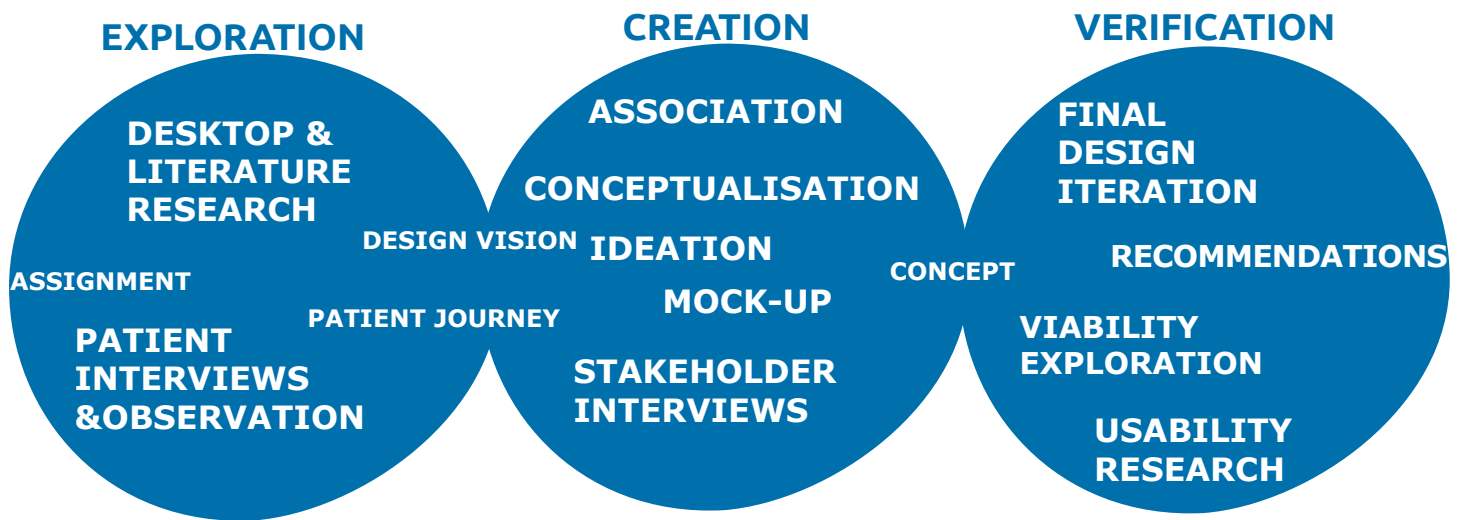 EXPLORATION
DESKTOP &
LITERATURE
RESEARCH
DESIGN VISION
ASSIGNMENT
PATIENT JOURNEY
PATIENT
INTERVIEWS
&OBSERVATION
CREATION
ASSOCIATION
CONCEPTUALISATION
IDEATION
MOCK-UP
STAKEHOLDER
INTERVIEWS
CONCEPT
VERIFICATION
FINAL
DESIGN
ITERATION
RECOMMENDATIONS
VIABILITY
EXPLORATION
USABILITY
RESEARCH